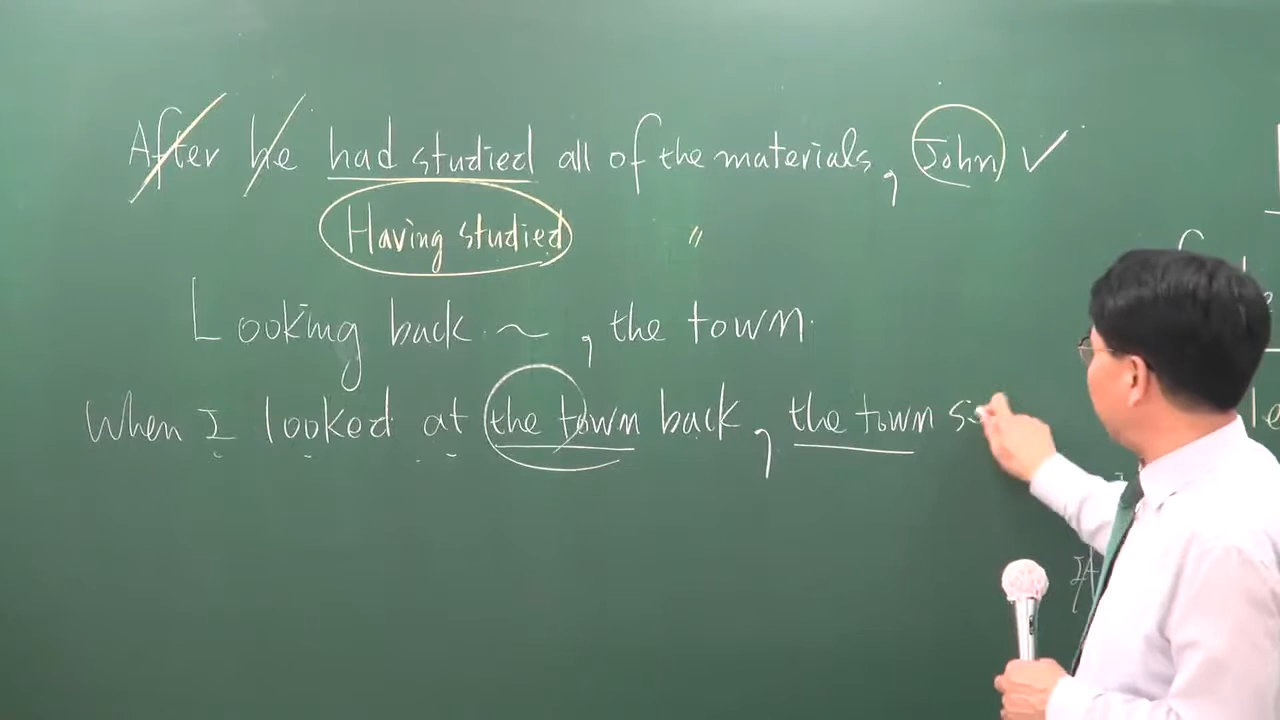 After he had studied all of the materials, John ✓
Having studied "
Looking back ~, the town.
When I looked at the town back, the town